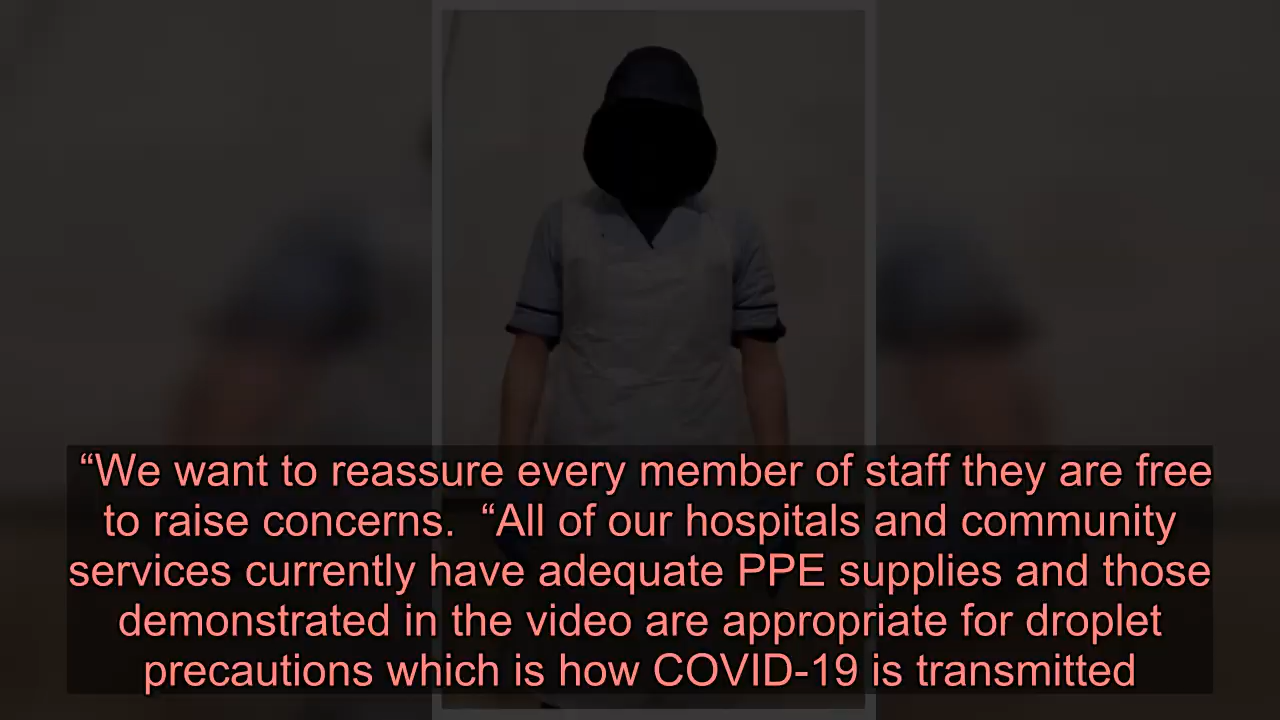 “We want to reassure every member of staff they are free
to raise concerns.  “All of our hospitals and community
services currently have adequate PPE supplies and those
demonstrated in the video are appropriate for droplet
precautions which is how COVID-19 is transmitted